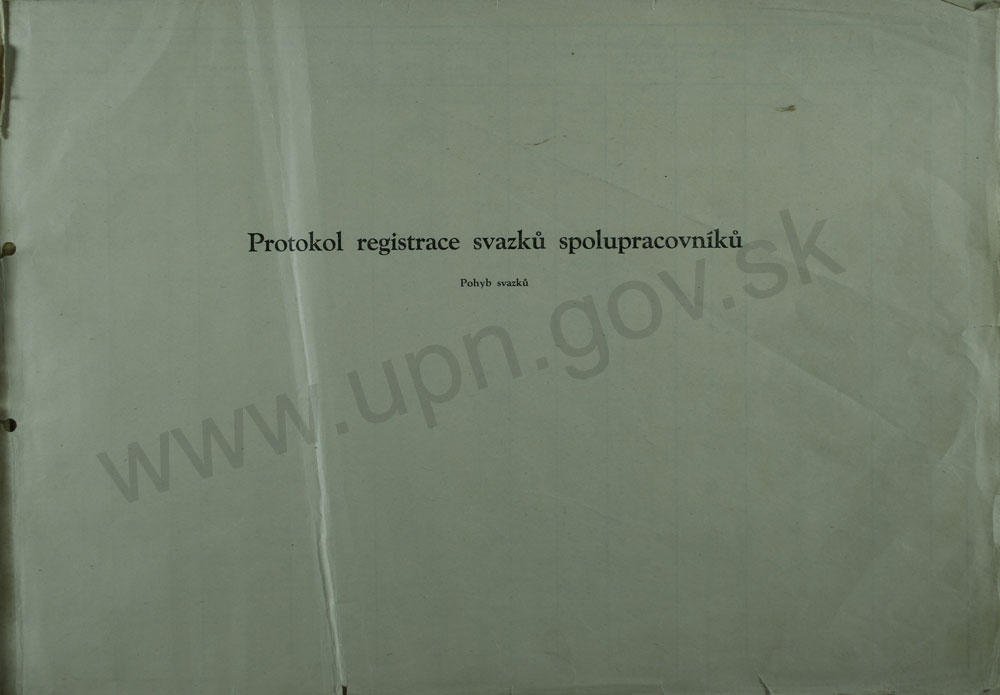 Protokol registrace svazků spolupracovníků
Pohyb svazků
www.upn.gov.sk